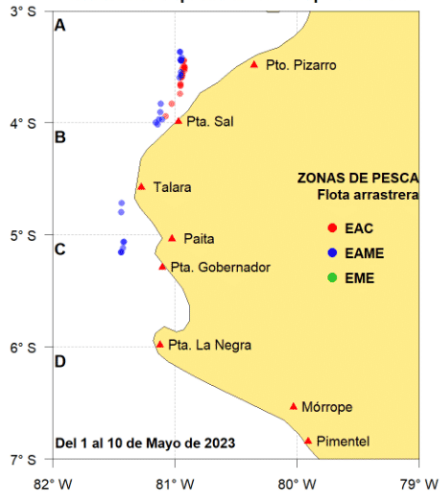 3° S
A
Pto. Pizarro
4° S
Pta. Sal
B
ZONAS DE PESCA
Flota arrastrera
Talara
EAC
5° S
Paita
C
EAME
Pta. Gobernador
EME
6° S
Pta. La Negra
D
Mórrope
Del 1 al 10 de Mayo de 2023
Pimentel
7° S
82° W
81° W
80° W
79° W